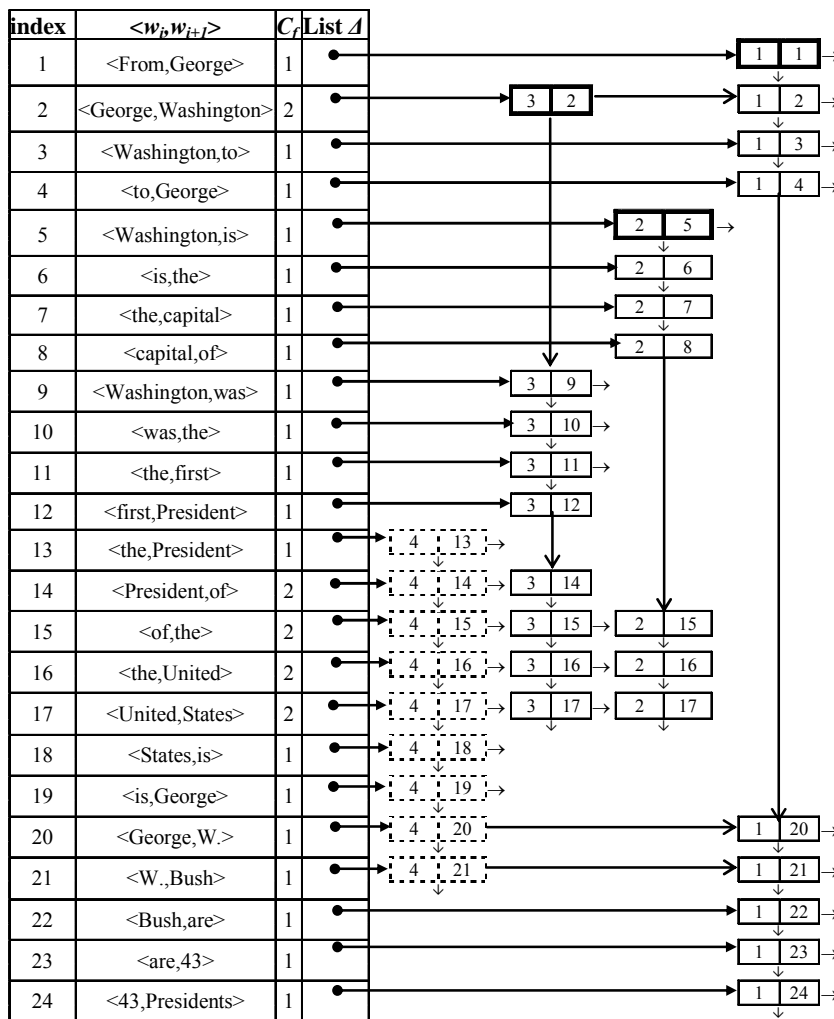 index <wi,wi+1> Cf List Δ
1 <From,George> 1 1 1
2 <George,Washington> 2 3 2 1 2
3 <Washington,to> 1 1 3
4 <to,George> 1 1 4
5 <Washington,is> 1 2 5
6 <is,the> 1 2 6
7 <the,capital> 1 2 7
8 <capital,of> 1 2 8
9 <Washington,was> 1 3 9
10 <was,the> 1 3 10
11 <the,first> 1 3 11
12 <first,President> 1 3 12
13 <the,President> 1 4 13
14 <President,of> 2 4 14 3 14
15 <of,the> 2 4 15 3 15 2 15
16 <the,United> 2 4 16 3 16 2 16
17 <United,States> 2 4 17 3 17 2 17
18 <States,is> 1 4 18
19 <is,George> 1 4 19
20 <George,W.> 1 4 20 1 20
21 <W.,Bush> 1 4 21 1 21
22 <Bush,are> 1 1 22
23 <are,43> 1 1 23
24 <43,Presidents> 1 1 24